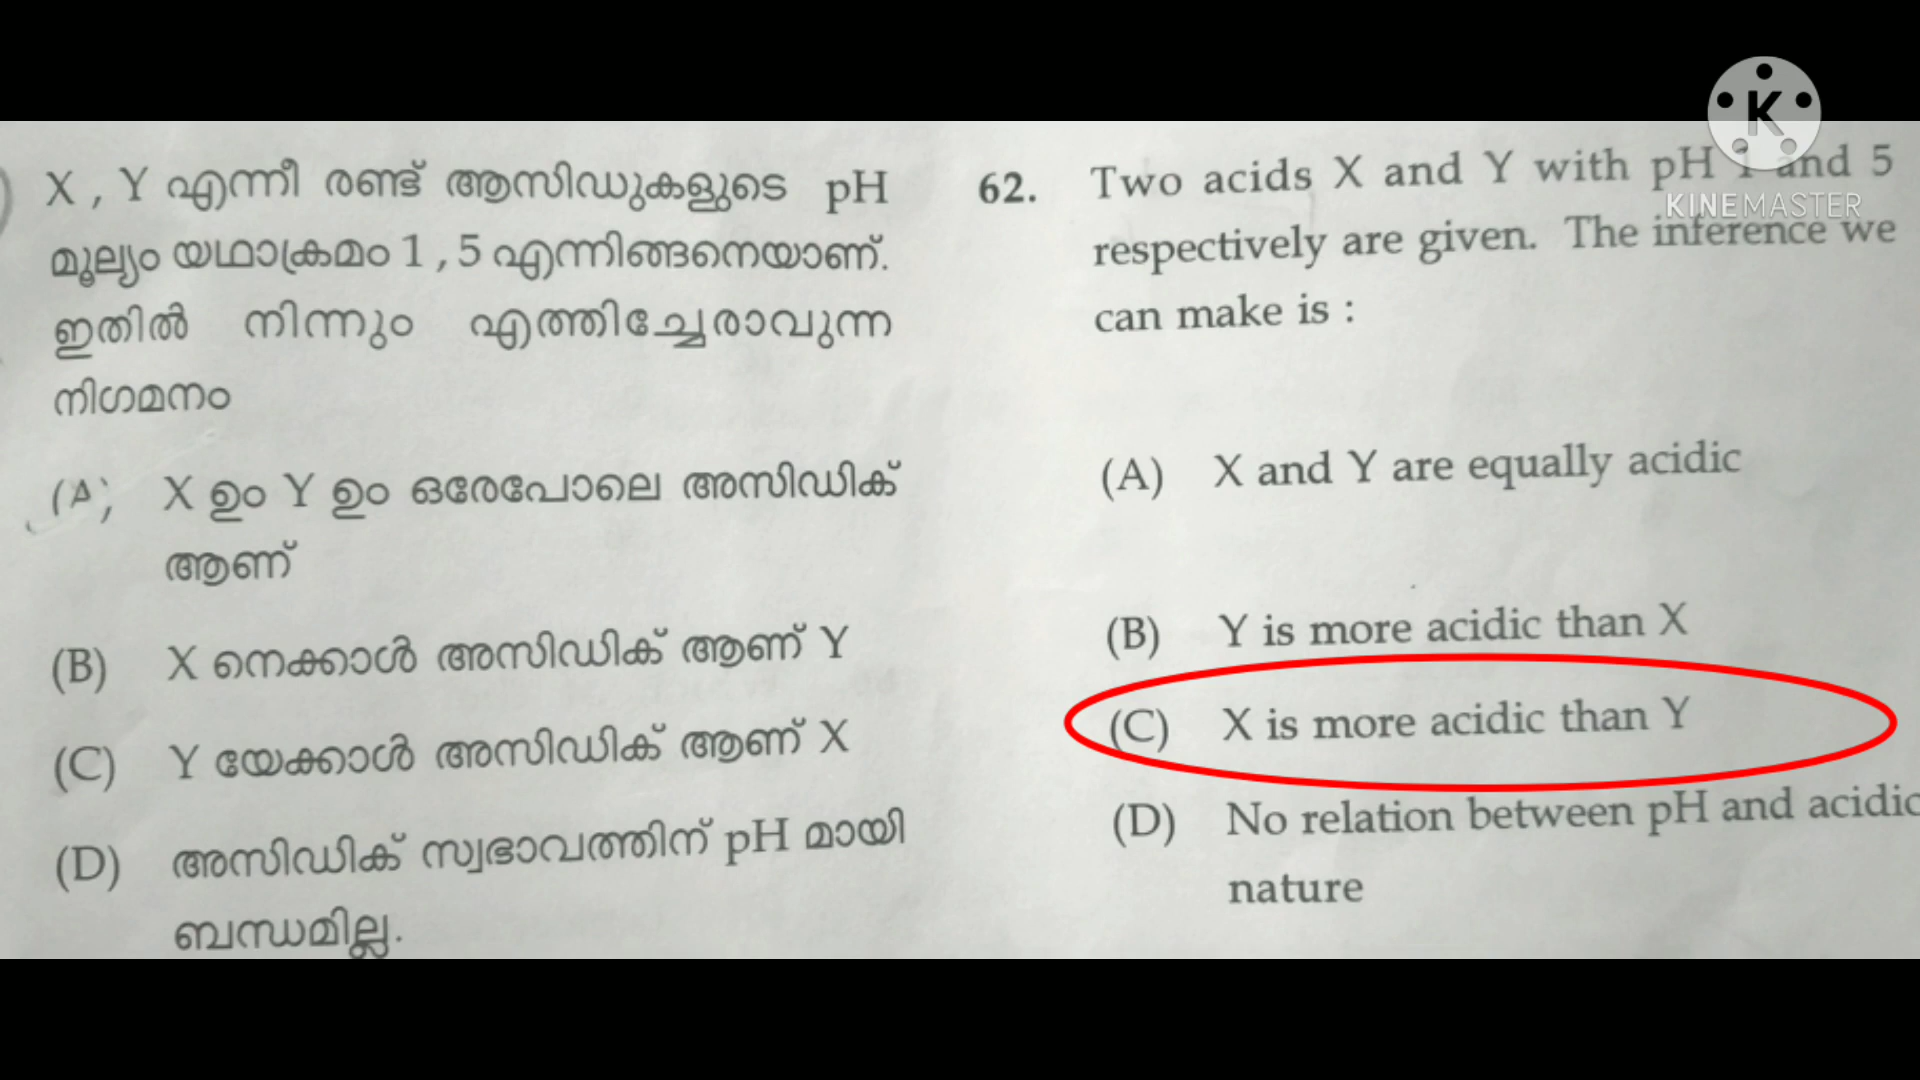 X , Y എന്നീ രണ്ട് ആസിഡുകളുടെ pH
മൂല്യം യഥാക്രമം 1 , 5 എന്നിങ്ങനെയാണ്.
ഇതിൽ നിന്നും എത്തിച്ചേരാവുന്ന
നിഗമനം
(A) X ഉം Y ഉം ഒരേപോലെ അസിഡിക്
ആണ്
(B) X നെക്കാൾ അസിഡിക് ആണ് Y
(C) Y യേക്കാൾ അസിഡിക് ആണ് X
(D) അസിഡിക് സ്വഭാവത്തിന് pH മായി
ബന്ധമില്ല.
62. Two acids X and Y with pH 1 and 5
respectively are given. The inference we
can make is :
(A) X and Y are equally acidic
(B) Y is more acidic than X
(C) X is more acidic than Y
(D) No relation between pH and acidic
nature
K
KINEMASTER